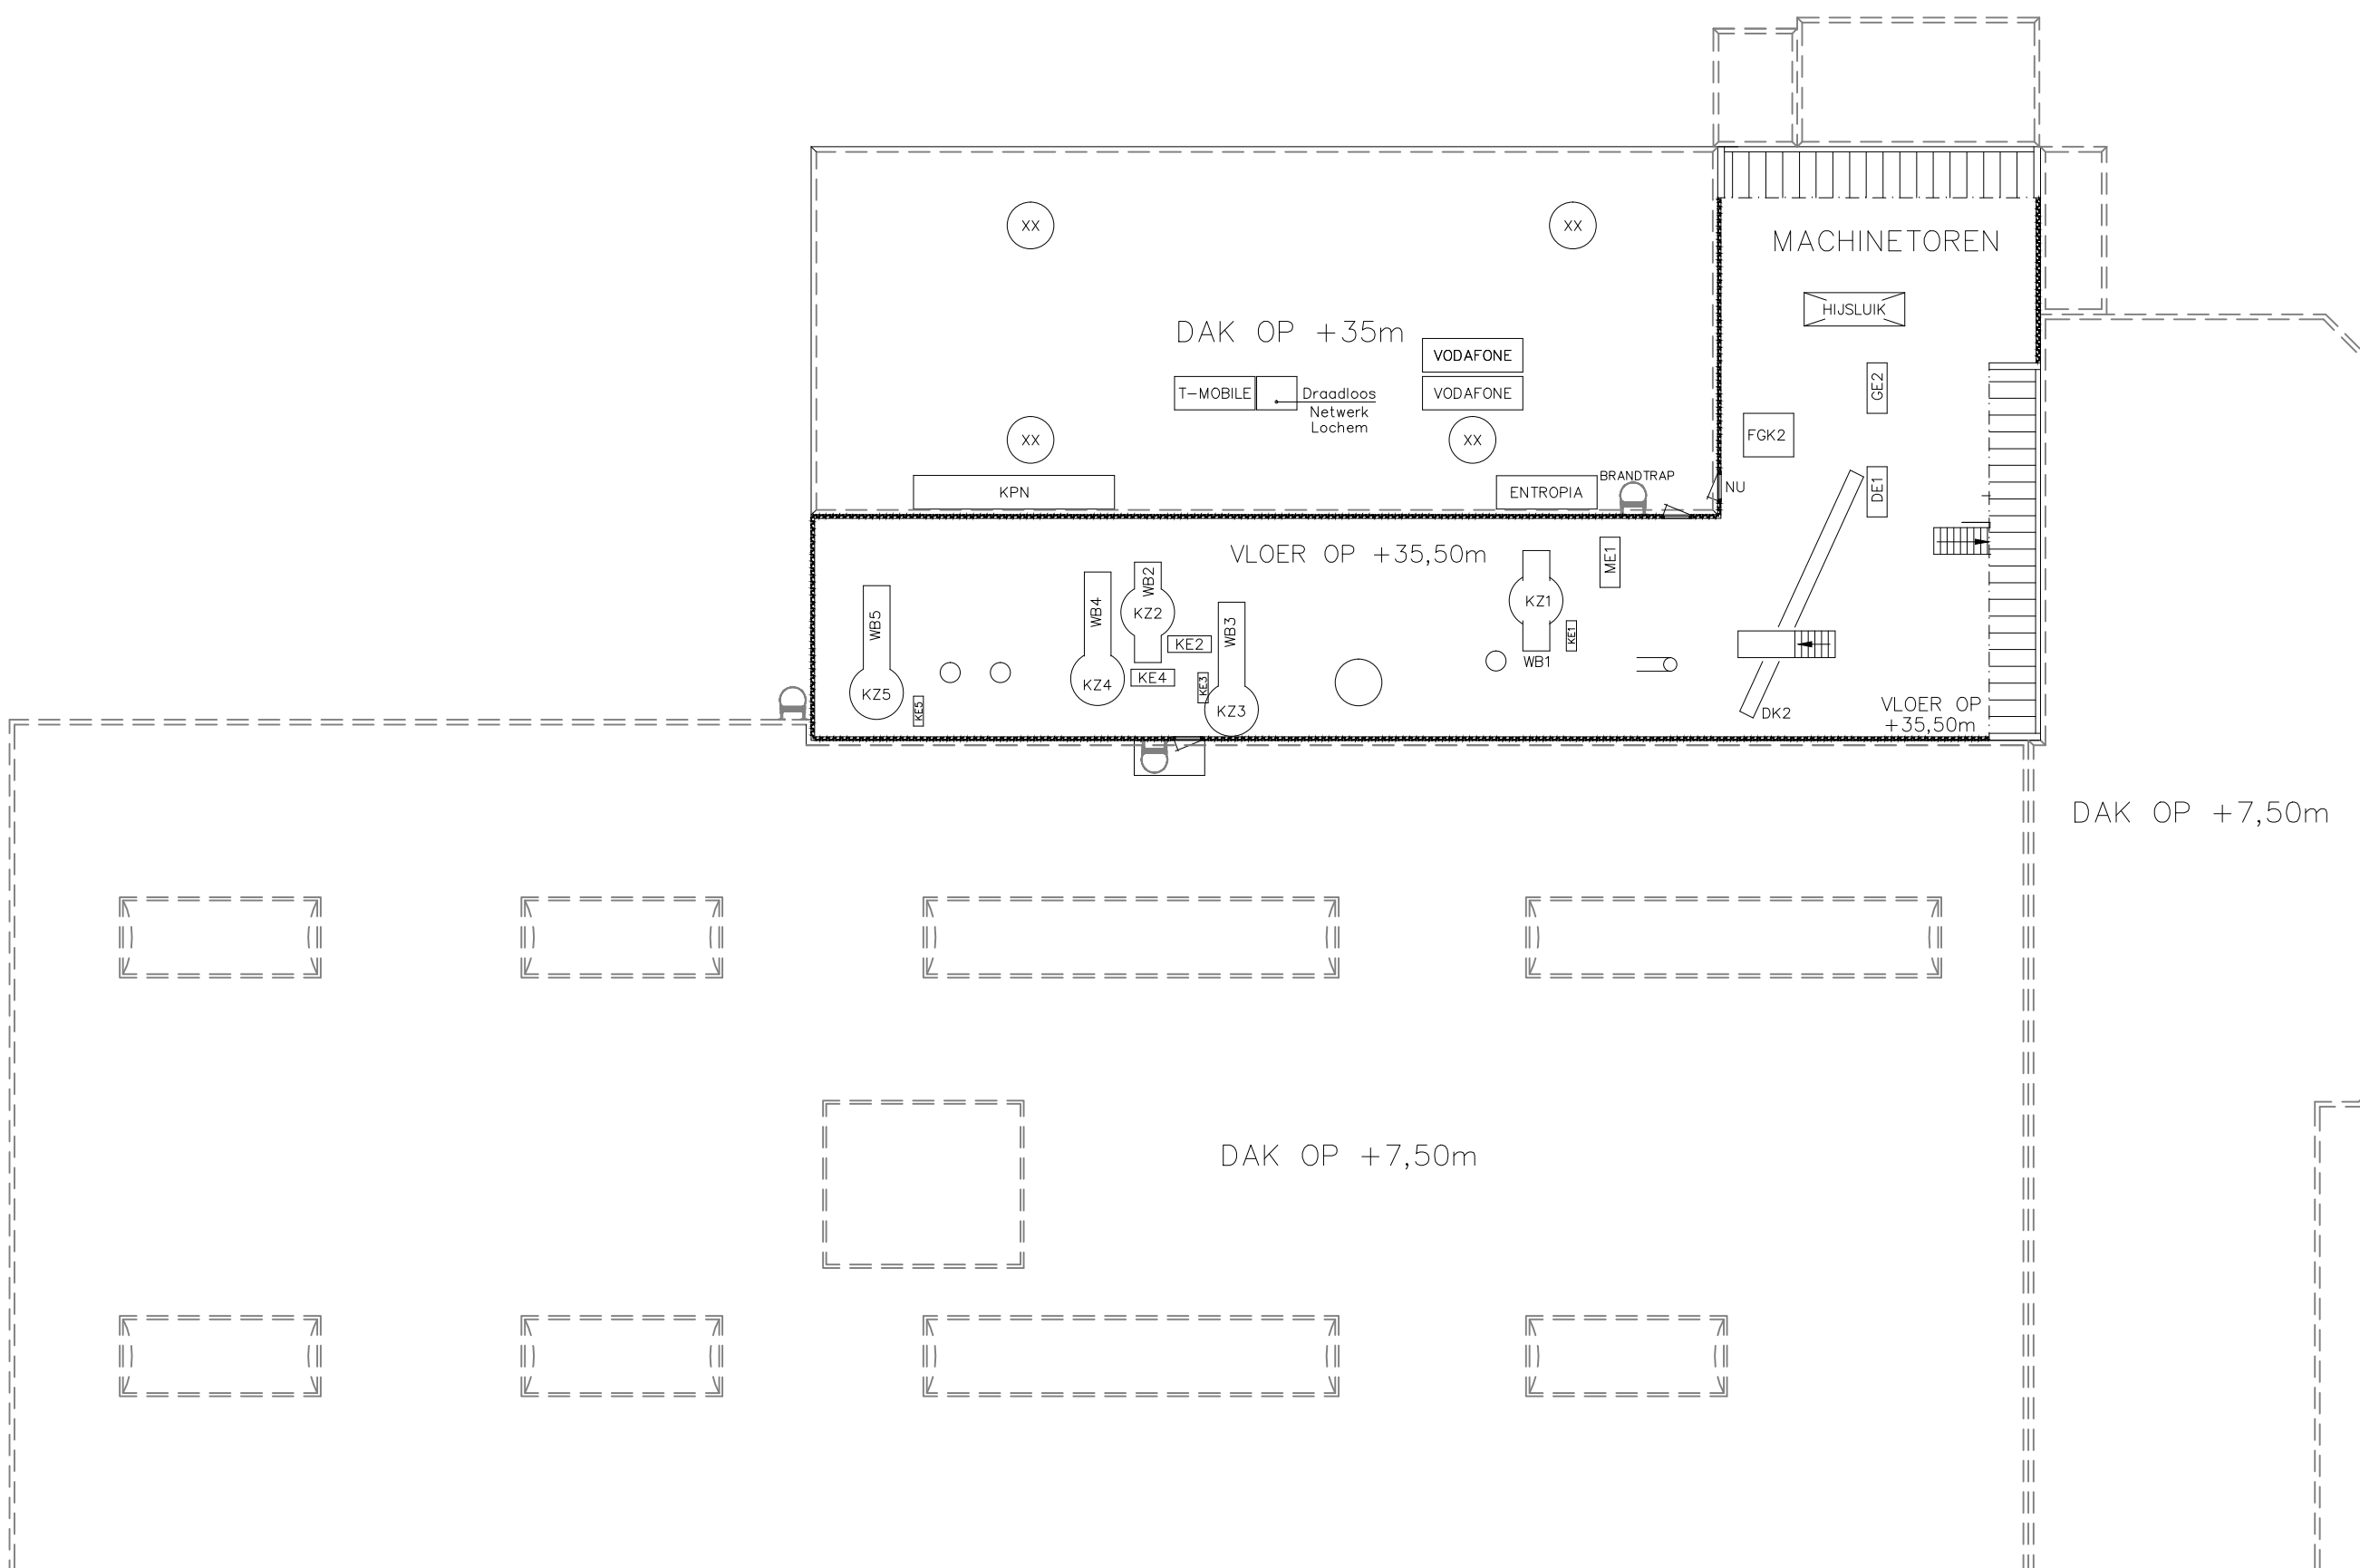 MACHINETOREN
XX
XX
HIJSLUIK
DAK OP +35m
VODAFONE
T-MOBILE
Draadloos
Netwerk
Lochem
VODAFONE
GE2
FGK2
XX
XX
BRANDTRAP
KPN
ENTROPIA
NU
DE1
VLOER OP +35,50m
ME1
WB2
WB5
WB4
KZ2
WB3
KZ1
KE1
KE2
WB1
KE4
KE3
KZ5
KZ4
KE5
KZ3
DK2
VLOER OP
+35,50m
DAK OP +7,50m
DAK OP +7,50m